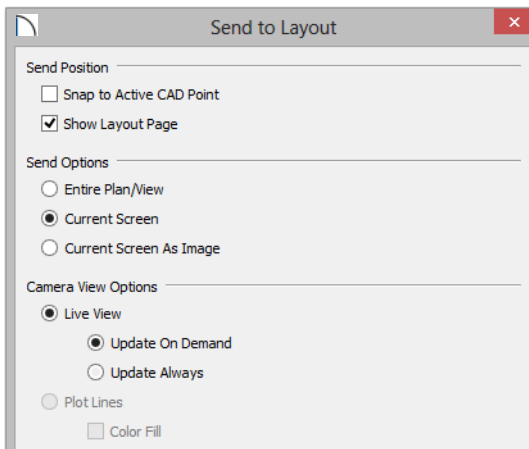 Send to Layout
Send Position
Snap to Active CAD Point
Show Layout Page
Send Options
Entire Plan/View
Current Screen
Current Screen As Image
Camera View Options
Live View
Update On Demand
Update Always
Plot Lines
Color Fill